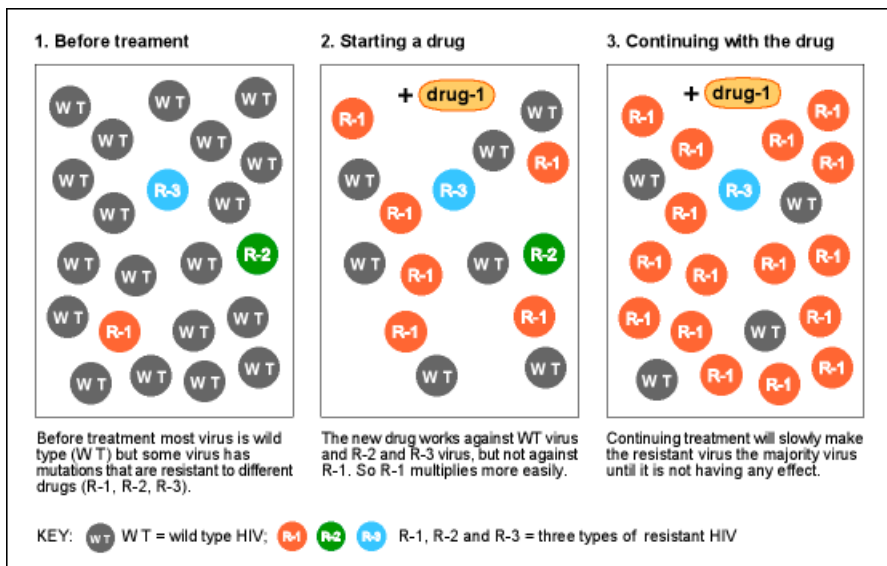 1. Before treament
2. Starting a drug
3. Continuing with the drug
W T
W T
W T
W T
W T
W T
W T
R-3
W T
W T
R-2
W T
W T
W T
W T
W T
R-1
W T
W T
W T
W T
W T
W T
+ drug-1
R-1
W T
W T
R-1
W T
R-3
R-1
R-2
W T
W T
R-1
R-1
R-1
W T
W T
+ drug-1
R-1
R-1
R-1
R-1
R-1
W T
R-3
W T
R-1
R-1
R-1
R-1
R-1
R-1
R-1
W T
R-1
W T
R-1
R-1
R-1
Before treatment most virus is wild
type (W T) but some virus has
mutations that are resistant to different
drugs (R-1, R-2, R-3).
The new drug works against WT virus
and R-2 and R-3 virus, but not against
R-1. So R-1 multiplies more easily.
Continuing treatment will slowly make
the resistant virus the majority virus
until it is not having any effect.
KEY: W T W T = wild type HIV; R-1 R-2 R-3 R-1, R-2 and R-3 = three types of resistant HIV